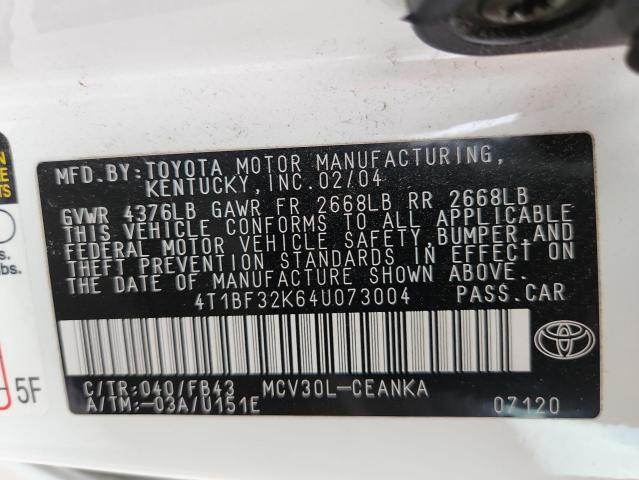 MFD.BY:TOYOTA MOTOR MANUFACTURING,
KENTUCKY,INC.02/04
GVWR 4376LB GAWR FR 2668LB RR 2668LB
THIS VEHICLE CONFORMS TO ALL APPLICABLE
FEDERAL MOTOR VEHICLE SAFETY,BUMPER,AND
THEFT PREVENTION STANDARDS IN EFFECT ON
THE DATE OF MANUFACTURE SHOWN ABOVE.
4T1BF32K64U073004 PASS.CAR
C/TR:040/FB43 MCV30L-CEANKA
A/TM:-03A/U151E 07120
5F